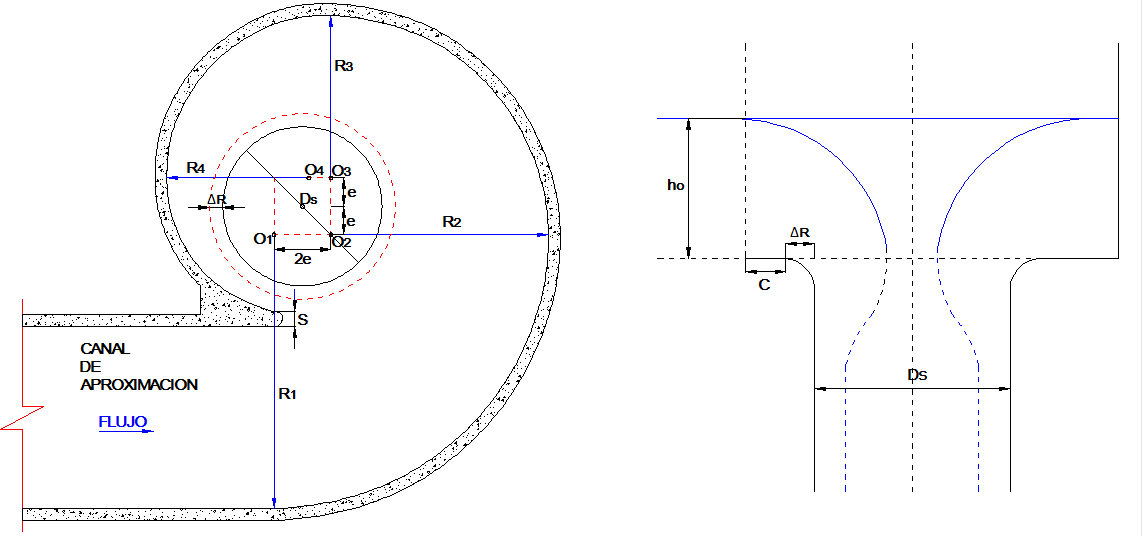 R3
R4
O4
O3
ΔR
Ds
e
e
O1
O2
R2
2e
S
CANAL
DE
APROXIMACION
FLUJO
R1
ho
ΔR
C
Ds